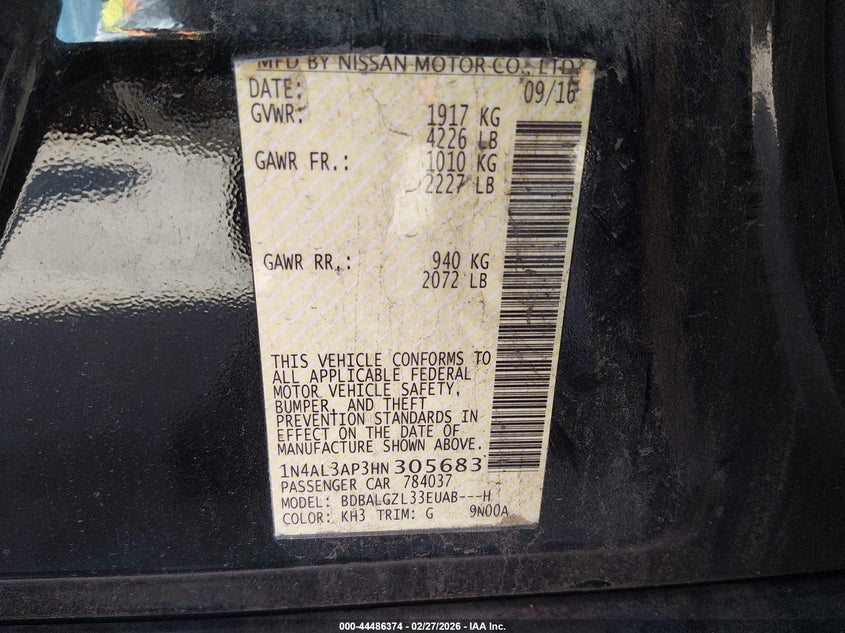 MFD BY NISSAN MOTOR CO., LTD.
DATE: 09/16
GVWR: 1917 KG
4226 LB
GAWR FR.: 1010 KG
2227 LB
GAWR RR.: 940 KG
2072 LB
THIS VEHICLE CONFORMS TO
ALL APPLICABLE FEDERAL
MOTOR VEHICLE SAFETY,
BUMPER, AND THEFT
PREVENTION STANDARDS IN
EFFECT ON THE DATE OF
MANUFACTURE SHOWN ABOVE.
1N4AL3AP3HN305683
PASSENGER CAR 784037
MODEL: BDBALGZL33EUAB---H
COLOR: KH3 TRIM: G 9N00A
000-44486374 — 02/27/2026 — IAA Inc.